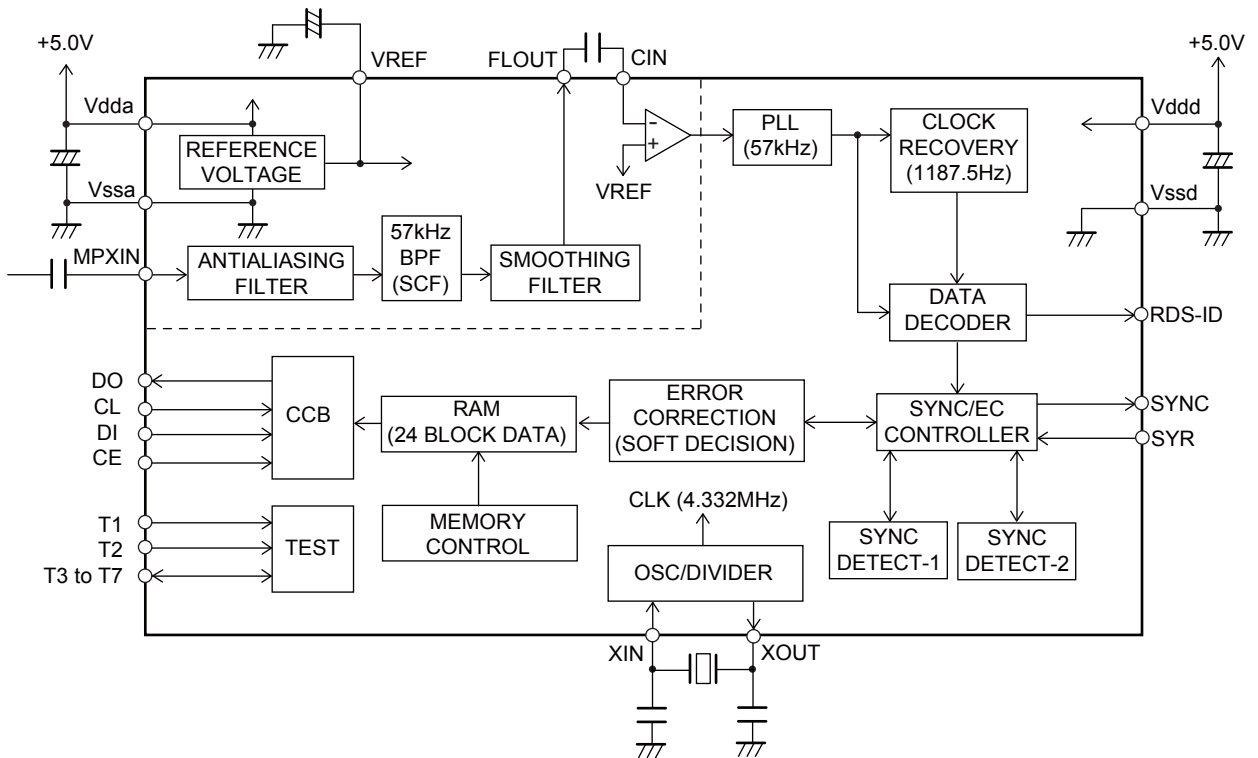 +5.0V
VREF
FLOUT
CIN
+5.0V
Vdda
REFERENCE
VOLTAGE
Vssa
-
+
VREF
PLL
(57kHz)
CLOCK
RECOVERY
(1187.5Hz)
Vddd
Vssd
MPXIN
ANTIALIASING
FILTER
57kHz
BPF
(SCF)
SMOOTHING
FILTER
DATA
DECODER
RDS-ID
DO
CL
DI
CE
CCB
RAM
(24 BLOCK DATA)
ERROR
CORRECTION
(SOFT DECISION)
SYNC/EC
CONTROLLER
SYNC
SYR
T1
T2
T3 to T7
TEST
MEMORY
CONTROL
CLK (4.332MHz)
OSC/DIVIDER
SYNC
DETECT-1
SYNC
DETECT-2
XIN
XOUT